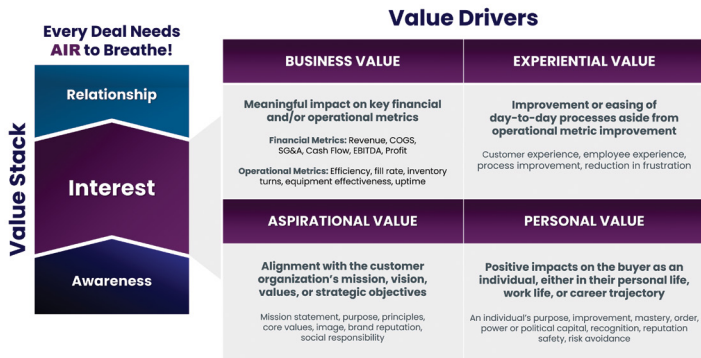 Every Deal Needs
AIR to Breathe!
Value Stack
Relationship
Interest
Awareness
Value Drivers
BUSINESS VALUE
Meaningful impact on key financial
and/or operational metrics
Financial Metrics: Revenue, COGS,
SG&A, Cash Flow, EBITDA, Profit
Operational Metrics: Efficiency, fill rate, inventory
turns, equipment effectiveness, uptime
EXPERIENTIAL VALUE
Improvement or easing of
day-to-day processes aside from
operational metric improvement
Customer experience, employee experience,
process improvement, reduction in frustration
ASPIRATIONAL VALUE
Alignment with the customer
organization's mission, vision,
values, or strategic objectives
Mission statement, purpose, principles,
core values, image, brand reputation,
social responsibility
PERSONAL VALUE
Positive impacts on the buyer as an
individual, either in their personal life,
work life, or career trajectory
An individual's purpose, improvement, mastery, order,
power or political capital, recognition, reputation
safety, risk avoidance